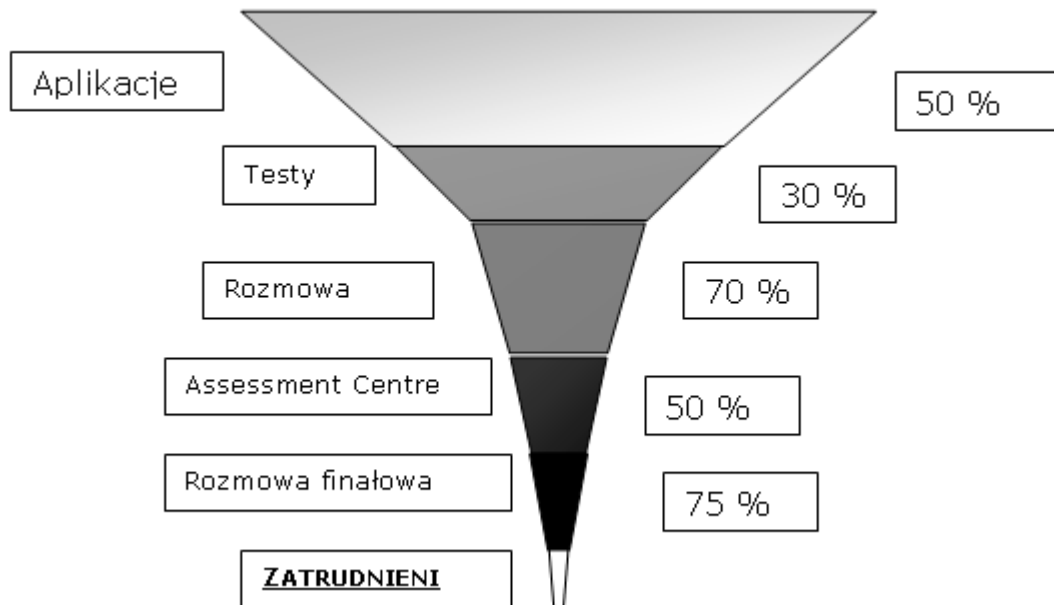 Aplikacje
50 %
Testy
30 %
Rozmowa
70 %
Assessment Centre
50 %
Rozmowa finałowa
75 %
ZATRUDNIENI